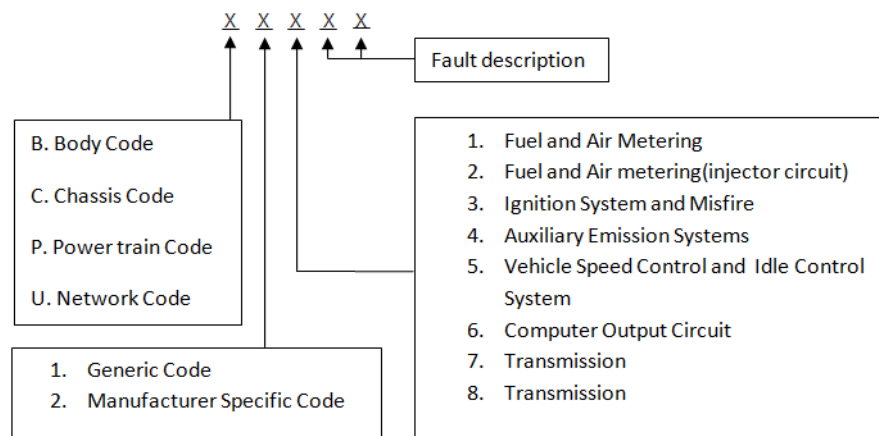 X X X X X
Fault description
B. Body Code
C. Chassis Code
P. Power train Code
U. Network Code
1. Generic Code
2. Manufacturer Specific Code
1. Fuel and Air Metering
2. Fuel and Air metering(injector circuit)
3. Ignition System and Misfire
4. Auxiliary Emission Systems
5. Vehicle Speed Control and Idle Control
System
6. Computer Output Circuit
7. Transmission
8. Transmission